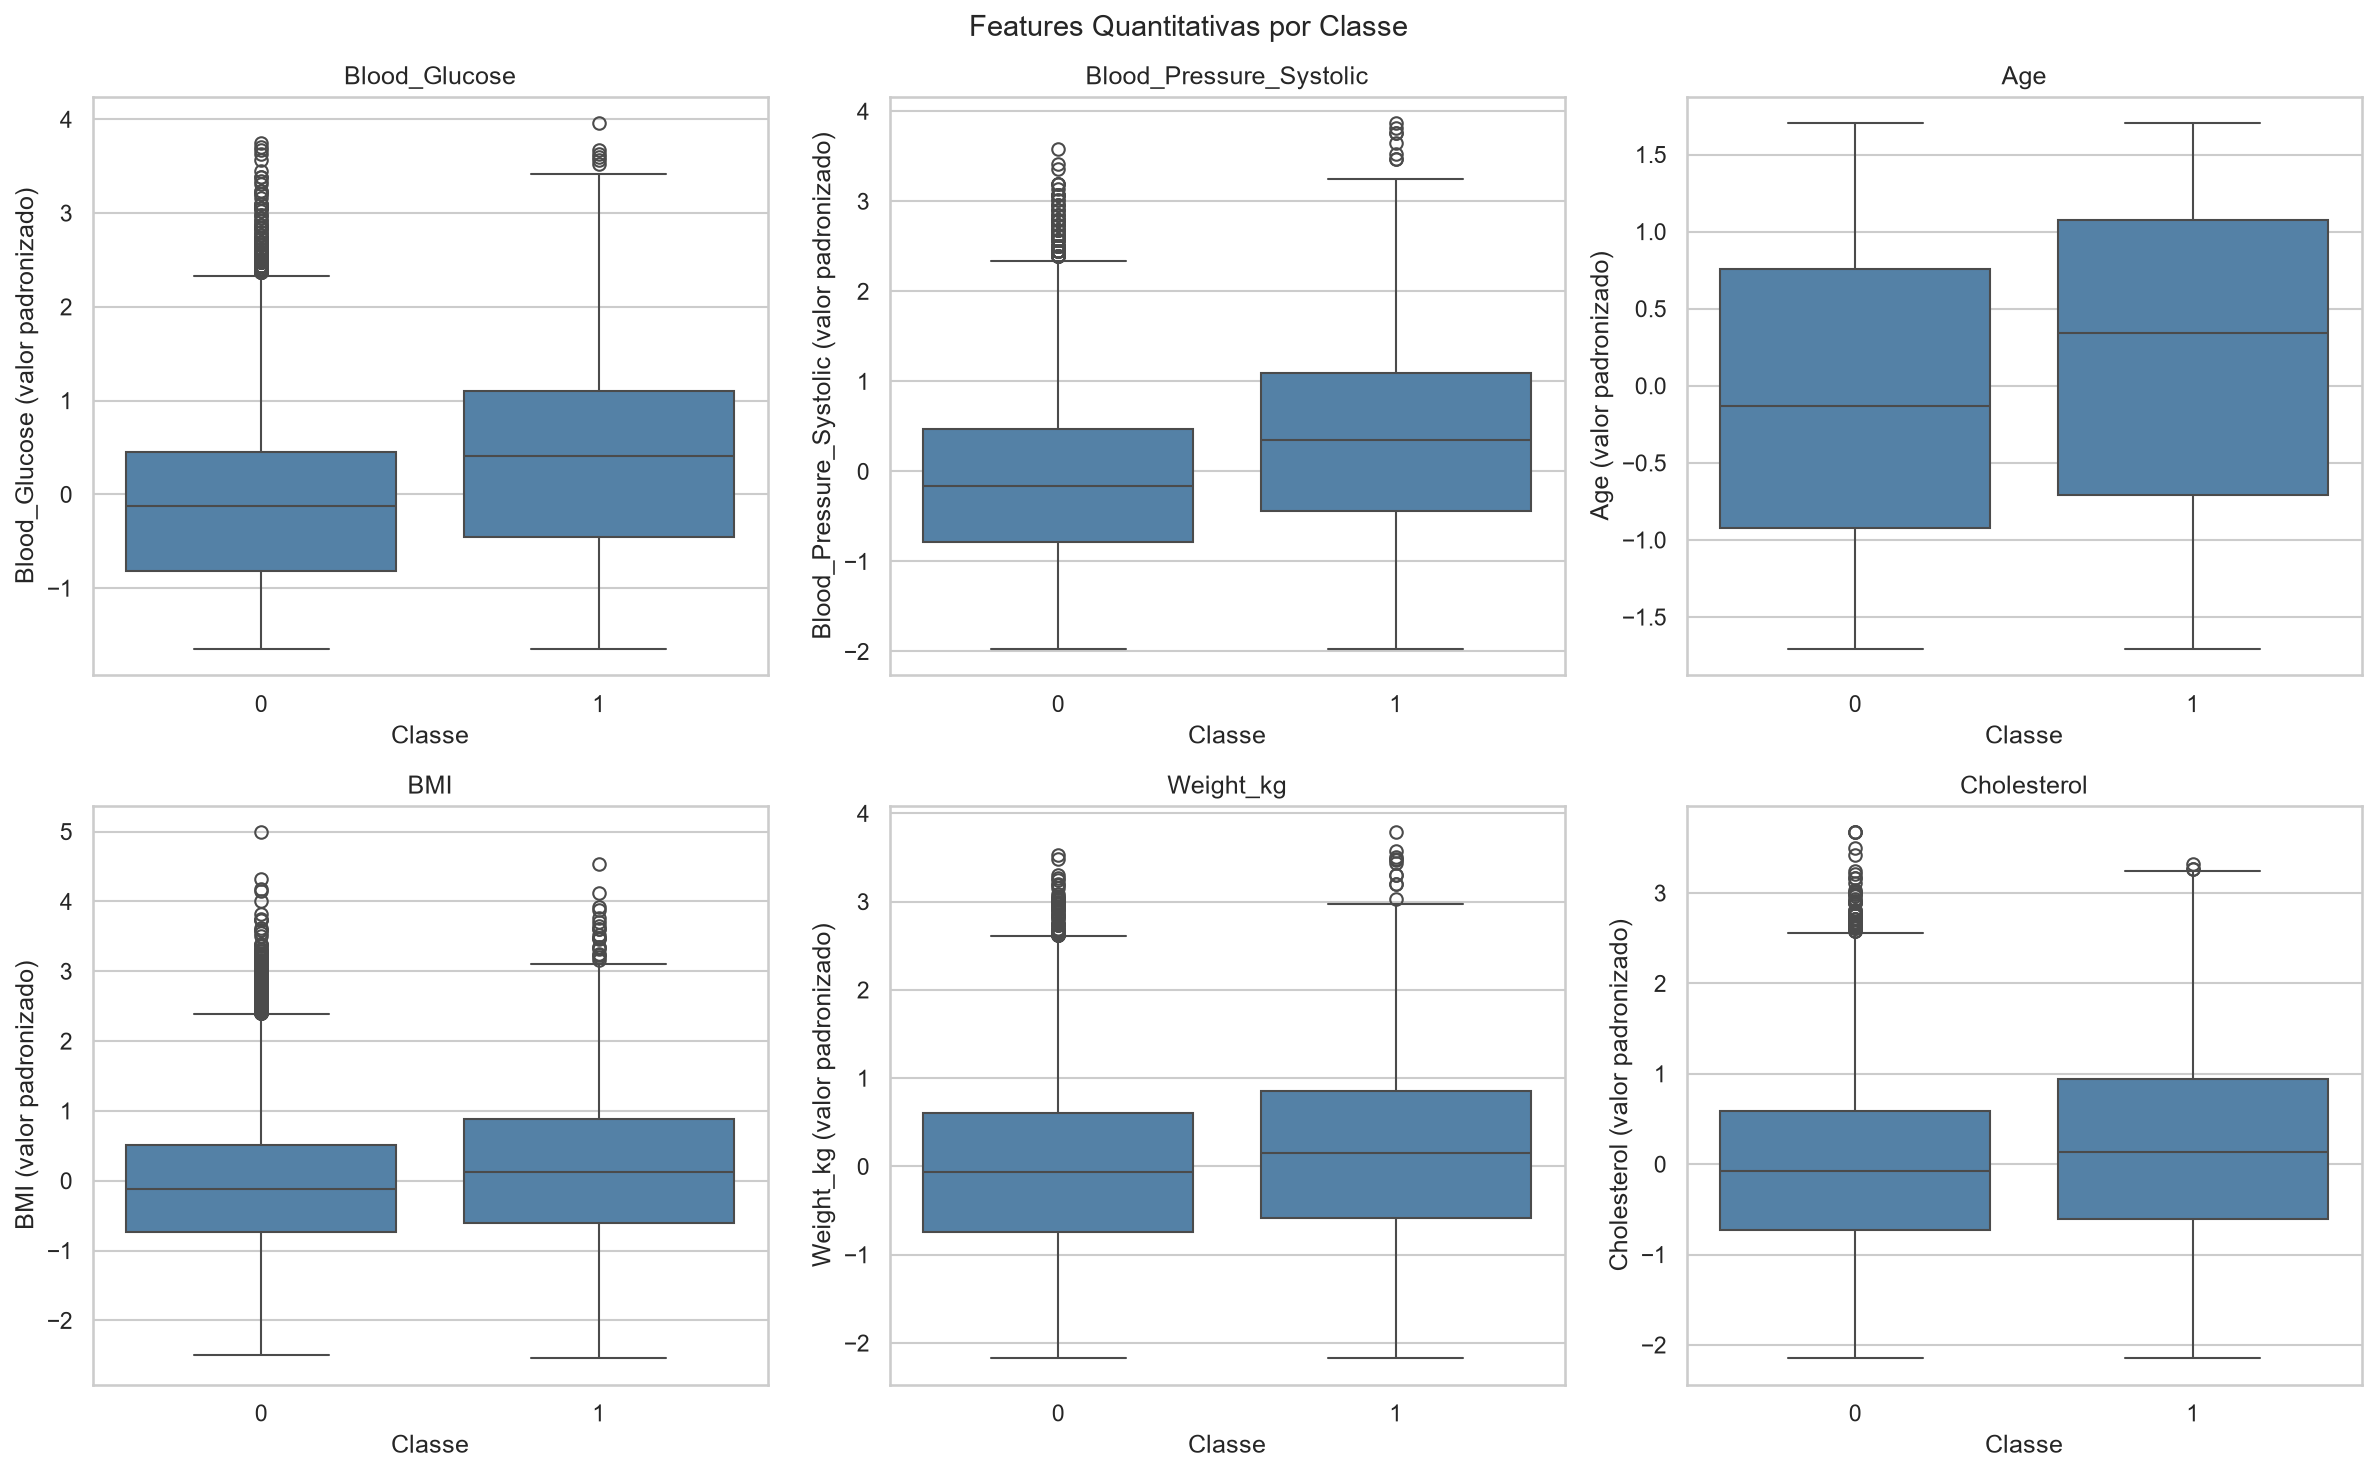 Features Quantitativas por Classe
Blood_Glucose
Blood_Glucose (valor padronizado)
4
3
2
1
0
−1
0 1
Classe
Blood_Pressure_Systolic
Blood_Pressure_Systolic (valor padronizado)
4
3
2
1
0
−1
−2
0 1
Classe
Age
Age (valor padronizado)
1.5
1.0
0.5
0.0
−0.5
−1.0
−1.5
0 1
Classe
BMI
BMI (valor padronizado)
5
4
3
2
1
0
−1
−2
0 1
Classe
Weight_kg
Weight_kg (valor padronizado)
4
3
2
1
0
−1
−2
0 1
Classe
Cholesterol
Cholesterol (valor padronizado)
3
2
1
0
−1
−2
0 1
Classe